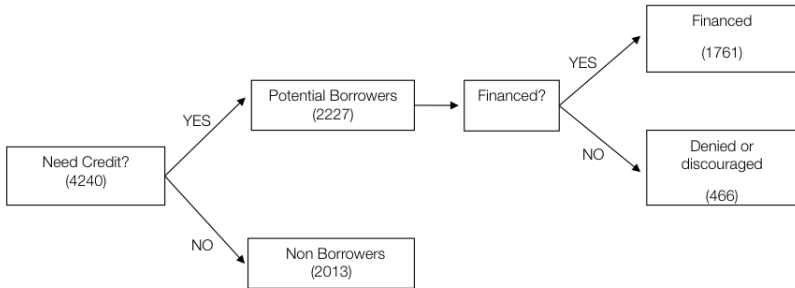 Need Credit?
(4240)
YES
NO
Potential Borrowers
(2227)
Non Borrowers
(2013)
Financed?
YES
NO
Financed
(1761)
Denied or
discouraged
(466)